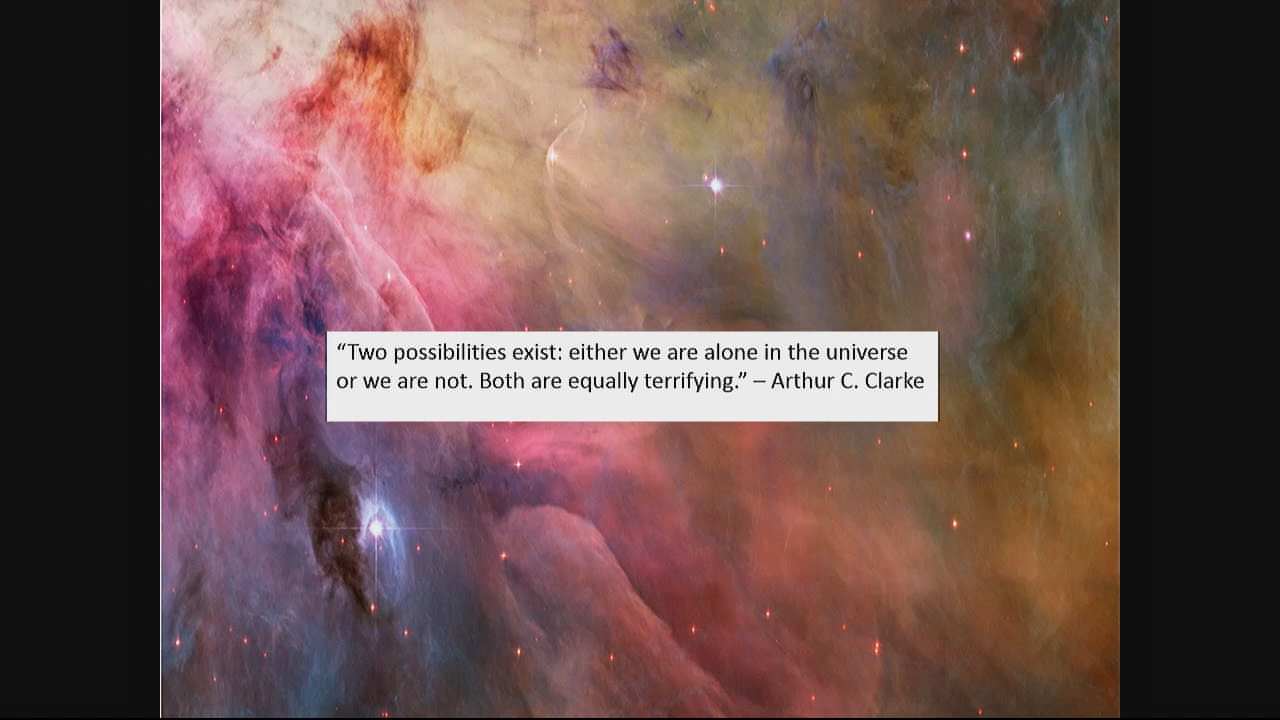 “Two possibilities exist: either we are alone in the universe
or we are not. Both are equally terrifying.” – Arthur C. Clarke